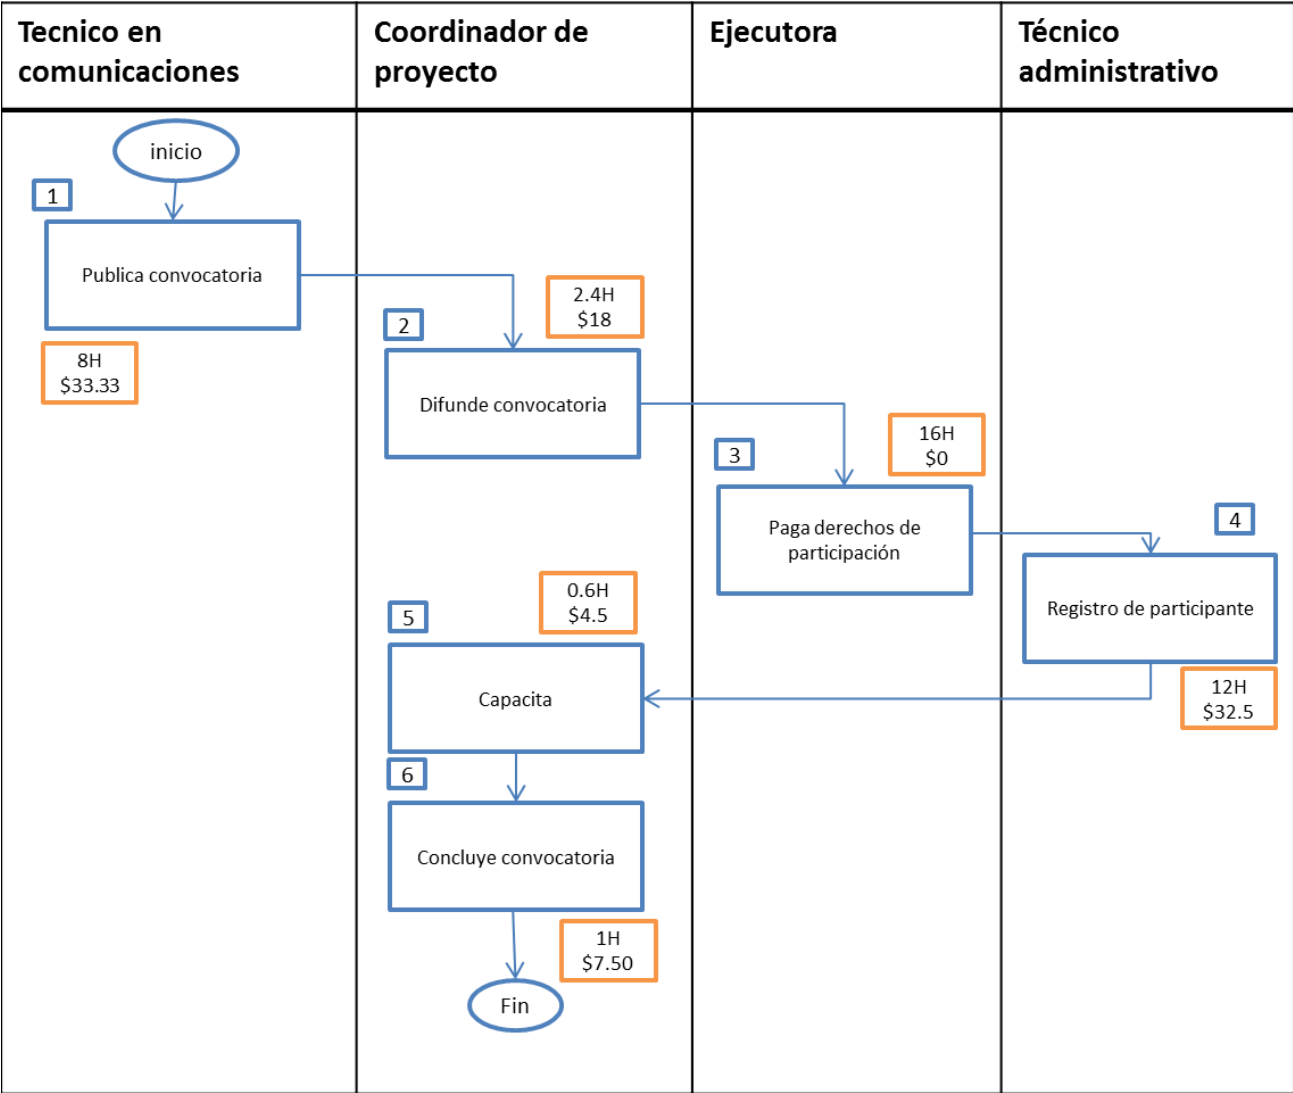 Tecnico en
comunicaciones
Coordinador de
proyecto
Ejecutora
Técnico
administrativo
inicio
1
Publica convocatoria
8H
$33.33
2
2.4H
$18
Difunde convocatoria
3
16H
$0
Paga derechos de
participación
4
Registro de participante
12H
$32.5
5
0.6H
$4.5
Capacita
6
Concluye convocatoria
1H
$7.50
Fin